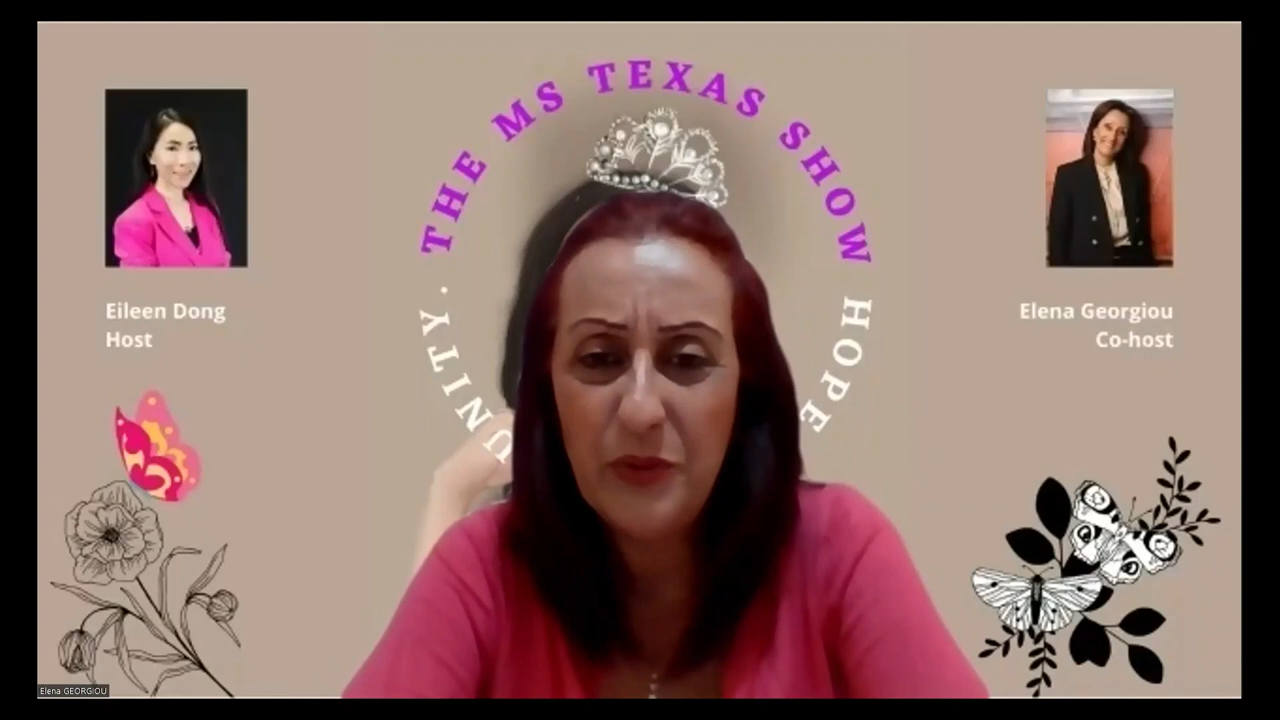 THE MS TEXAS SHOW
HOPE
UNITY.
Eileen Dong
Host
Elena Georgiou
Co-host
Elena GEORGIOU